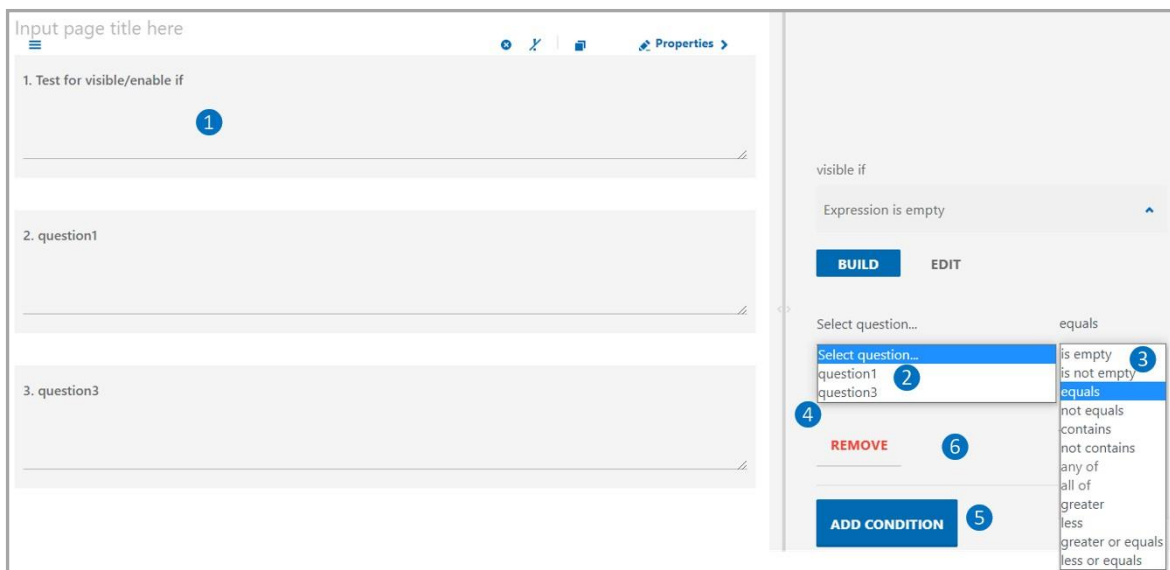 Input page title here
Properties
1. Test for visible/enable if
1
2. question1
3. question3
visible if
Expression is empty
BUILD EDIT
Select question... equals
Select question...
question1
question3
2
is empty
is not empty
equals
not equals
contains
not contains
any of
all of
greater
less
greater or equals
less or equals
3
4
REMOVE
6
ADD CONDITION
5